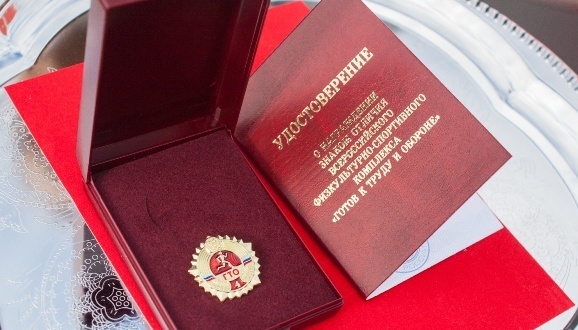 УДОСТОВЕРЕНИЕ
О НАГРАЖДЕНИИ
ЗНАКОМ ОТЛИЧИЯ
ВСЕРОССИЙСКОГО
ФИЗКУЛЬТУРНО-СПОРТИВНОГО
КОМПЛЕКСА
«ГОТОВ К ТРУДУ И ОБОРОНЕ»
ГТО